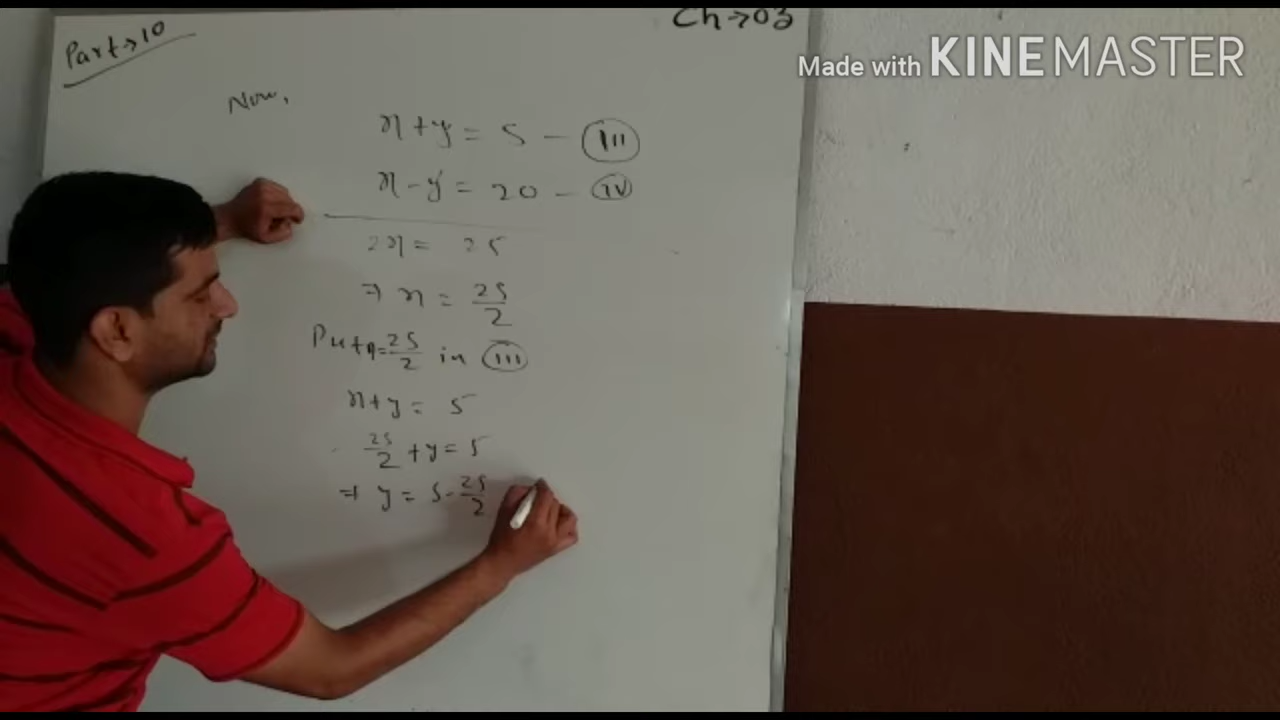 Part→10
Ch→03
Made with KINEMASTER
Now,
x+y = 5 — (iii)
x-y = 20 — (iv)
2x = 25
⇒ x = 25/2
Put x=25/2 in (iii)
x+y = 5
25/2 + y = 5
⇒ y = 5-25/2